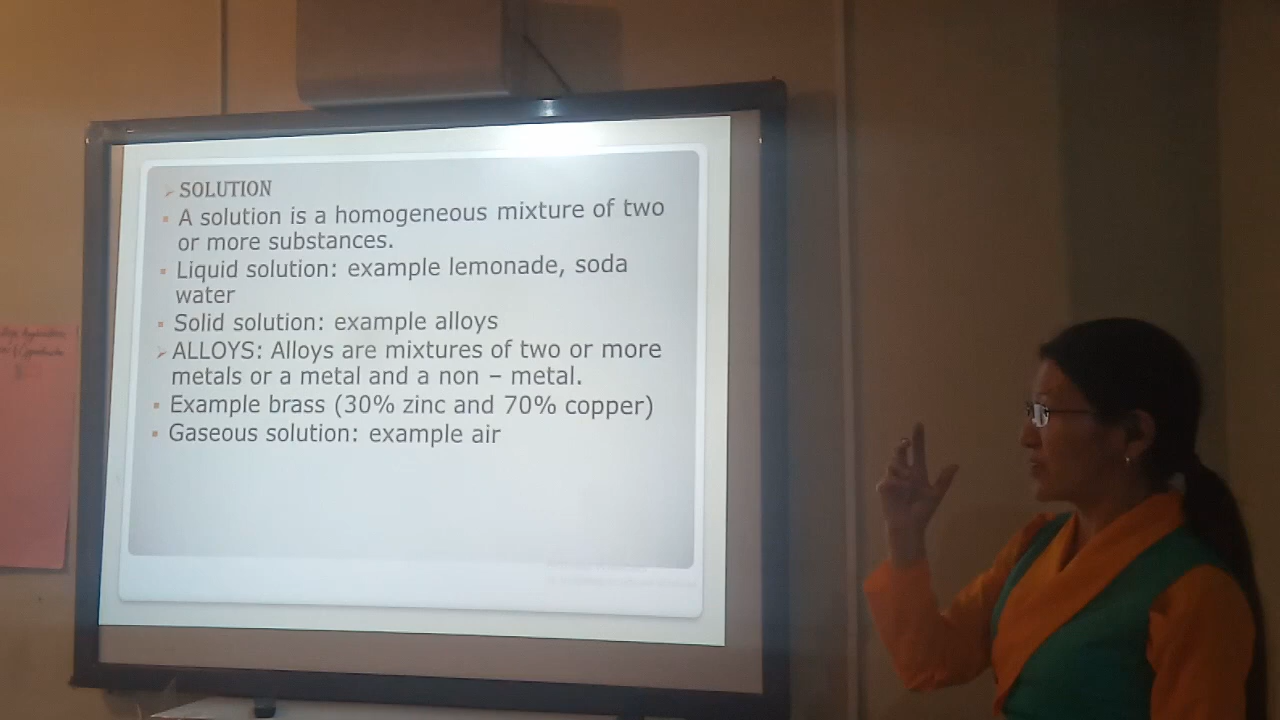 SOLUTION
A solution is a homogeneous mixture of two
or more substances.
Liquid solution: example lemonade, soda
water
Solid solution: example alloys
ALLOYS: Alloys are mixtures of two or more
metals or a metal and a non – metal.
Example brass (30% zinc and 70% copper)
Gaseous solution: example air